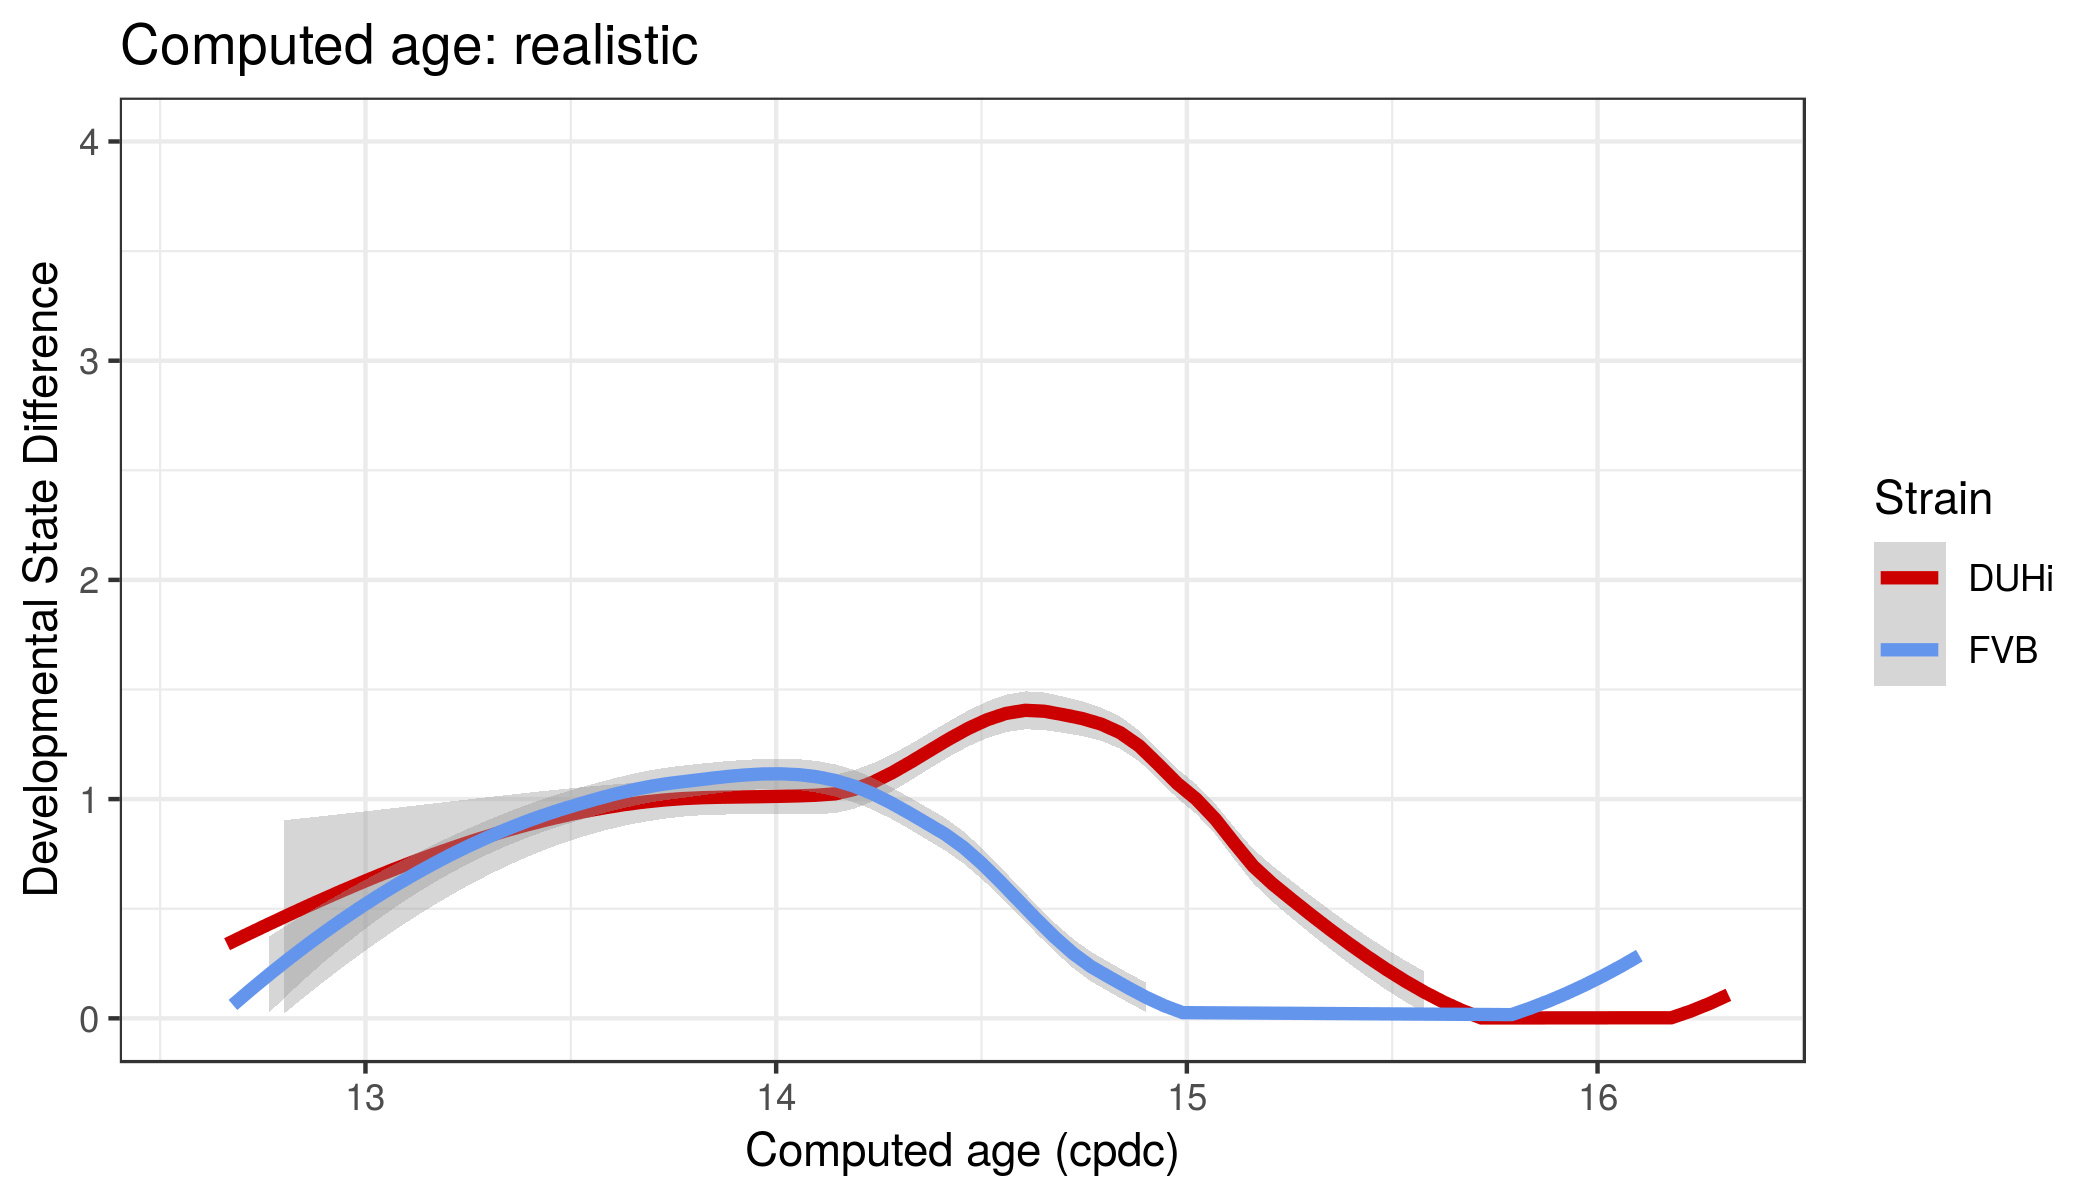 Computed age: realistic
4
3
2
1
0
Developmental State Difference
13
14
15
16
Computed age (cpdc)
Strain
DUHi
FVB